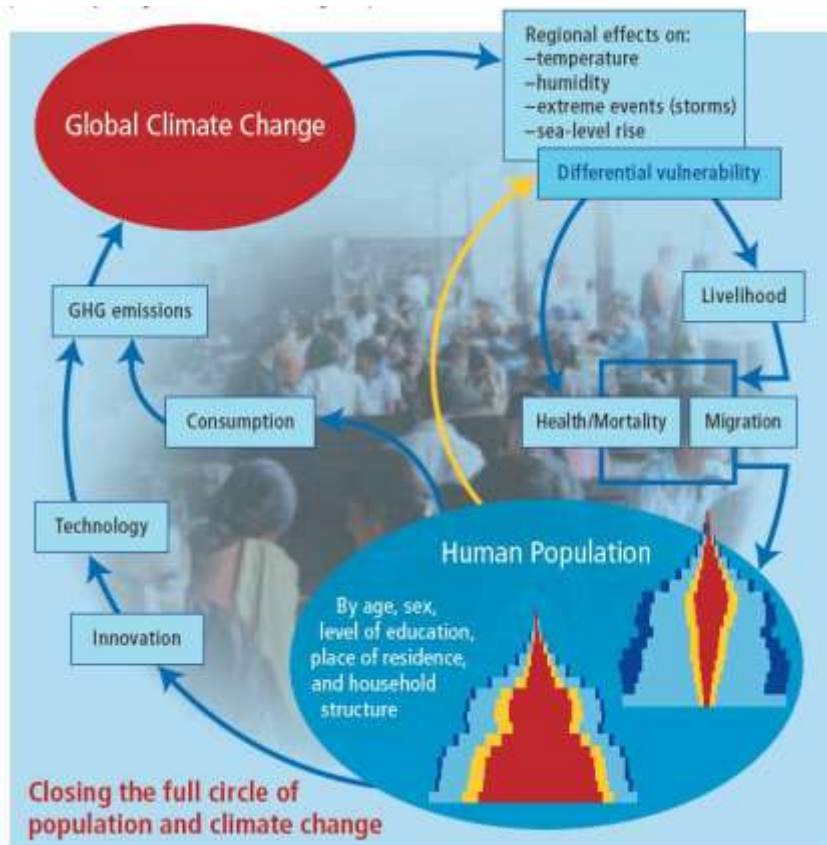 Global Climate Change
Regional effects on:
–temperature
–humidity
–extreme events (storms)
–sea-level rise
Differential vulnerability
GHG emissions
Livelihood
Consumption
Health/Mortality
Migration
Technology
Innovation
Human Population
By age, sex,
level of education,
place of residence,
and household
structure
Closing the full circle of
population and climate change